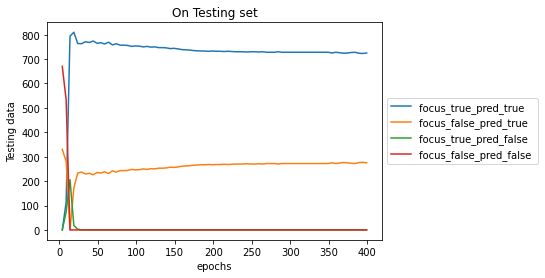 On Testing set
Testing data
800
700
600
500
400
300
200
100
0
0 50 100 150 200 250 300 350 400
epochs
focus_true_pred_true
focus_false_pred_true
focus_true_pred_false
focus_false_pred_false